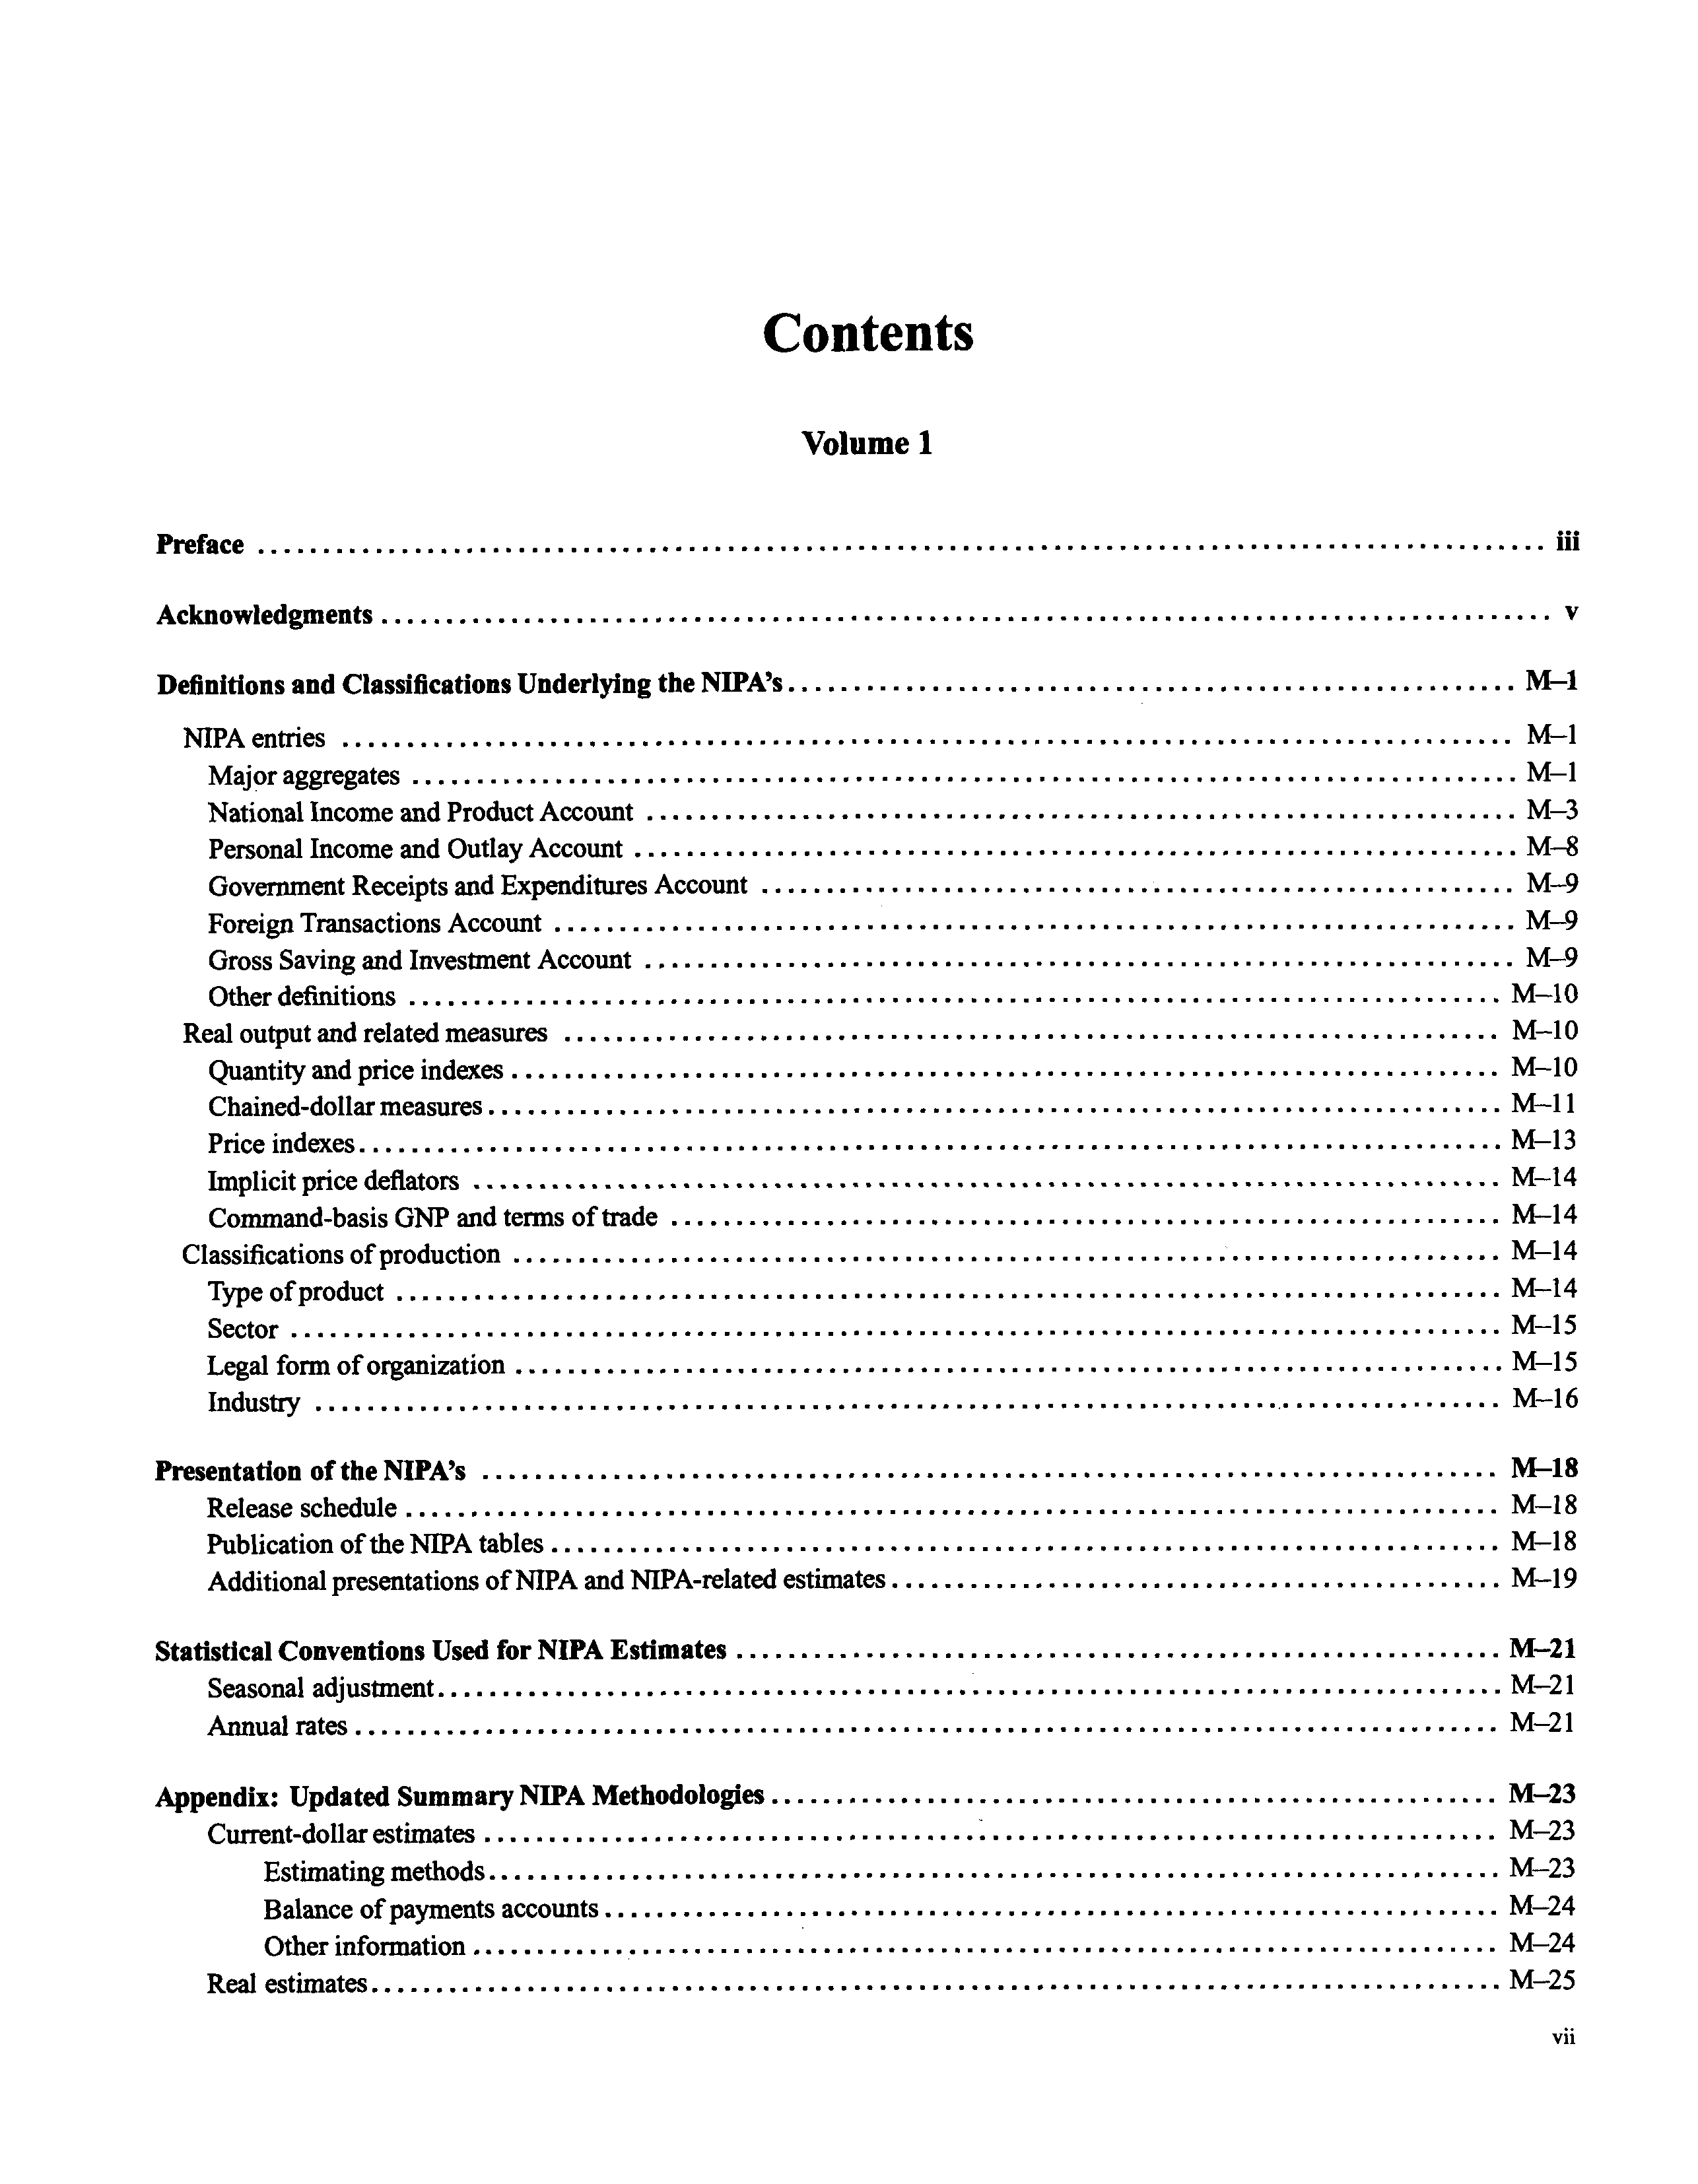 Contents
Volume 1
Preface .......... iii
Acknowledgments .......... v
Definitions and Classifications Underlying the NIPA's .......... M–1
NIPA entries .......... M–1
Major aggregates .......... M–1
National Income and Product Account .......... M–3
Personal Income and Outlay Account .......... M–8
Government Receipts and Expenditures Account .......... M–9
Foreign Transactions Account .......... M–9
Gross Saving and Investment Account .......... M–9
Other definitions .......... M–10
Real output and related measures .......... M–10
Quantity and price indexes .......... M–10
Chained-dollar measures .......... M–11
Price indexes .......... M–13
Implicit price deflators .......... M–14
Command-basis GNP and terms of trade .......... M–14
Classifications of production .......... M–14
Type of product .......... M–14
Sector .......... M–15
Legal form of organization .......... M–15
Industry .......... M–16
Presentation of the NIPA's .......... M–18
Release schedule .......... M–18
Publication of the NIPA tables .......... M–18
Additional presentations of NIPA and NIPA-related estimates .......... M–19
Statistical Conventions Used for NIPA Estimates .......... M–21
Seasonal adjustment .......... M–21
Annual rates .......... M–21
Appendix: Updated Summary NIPA Methodologies .......... M–23
Current-dollar estimates .......... M–23
Estimating methods .......... M–23
Balance of payments accounts .......... M–24
Other information .......... M–24
Real estimates .......... M–25
vii